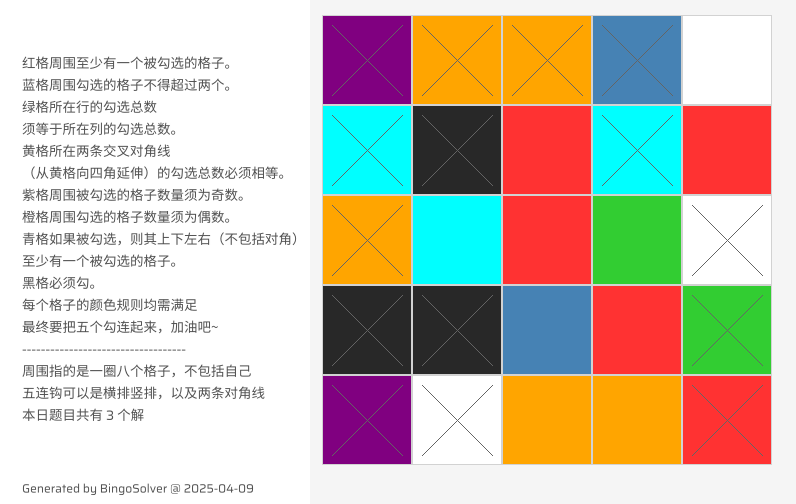 红格周围至少有一个被勾选的格子。
蓝格周围勾选的格子不得超过两个。
绿格所在行的勾选总数
须等于所在列的勾选总数。
黄格所在两条交叉对角线
（从黄格向四角延伸）的勾选总数必须相等。
紫格周围被勾选的格子数量须为奇数。
橙格周围勾选的格子数量须为偶数。
青格如果被勾选，则其上下左右（不包括对角）
至少有一个被勾选的格子。
黑格必须勾。
每个格子的颜色规则均需满足
最终要把五个勾连起来，加油吧~
----------------------------------
周围指的是一圈八个格子，不包括自己
五连钩可以是横排竖排，以及两条对角线
本日题目共有 3 个解
Generated by BingoSolver @ 2025-04-09